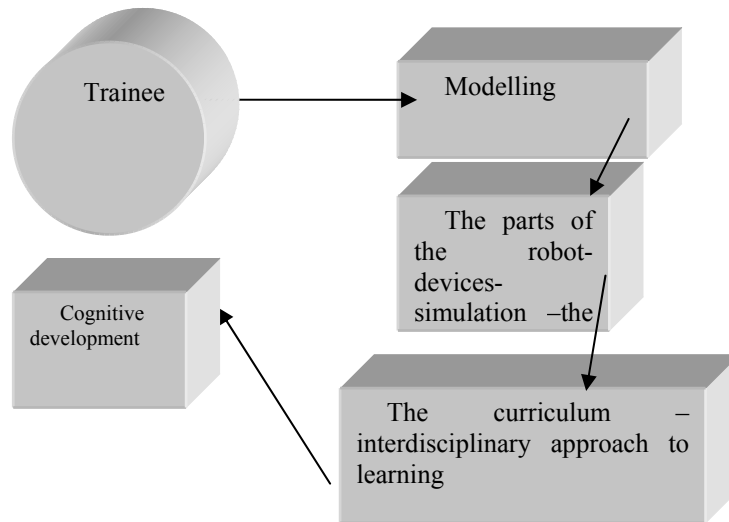 Trainee
Modelling
The parts of
the robot-
devices-
simulation –the
Cognitive
development
The curriculum –
interdisciplinary approach to
learning